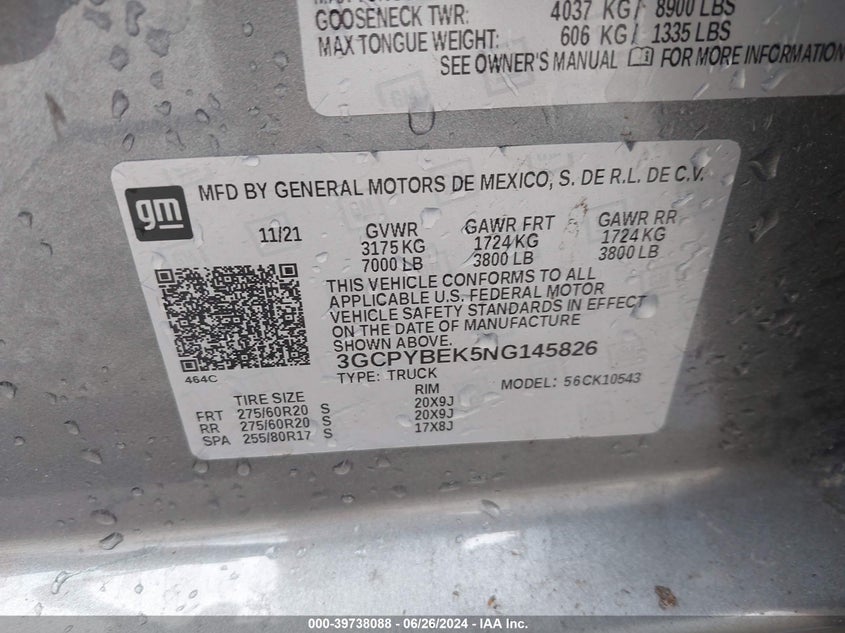 GOOSENECK TWR: 4037 KG/ 8900 LBS
MAX TONGUE WEIGHT: 606 KG/ 1335 LBS
SEE OWNER'S MANUAL FOR MORE INFORMATION
gm
MFD BY GENERAL MOTORS DE MEXICO, S. DE R.L. DE C.V.
11/21 GVWR GAWR FRT GAWR RR
3175 KG 1724 KG 1724 KG
7000 LB 3800 LB 3800 LB
THIS VEHICLE CONFORMS TO ALL
APPLICABLE U.S. FEDERAL MOTOR
VEHICLE SAFETY STANDARDS IN EFFECT
ON THE DATE OF MANUFACTURE
SHOWN ABOVE.
3GCPYBEK5NG145826
464C
TYPE: TRUCK MODEL: 56CK10543
TIRE SIZE RIM
FRT 275/60R20 S 20X9J
RR 275/60R20 S 20X9J
SPA 255/80R17 S 17X8J
000-39738088 - 06/26/2024 - IAA Inc.